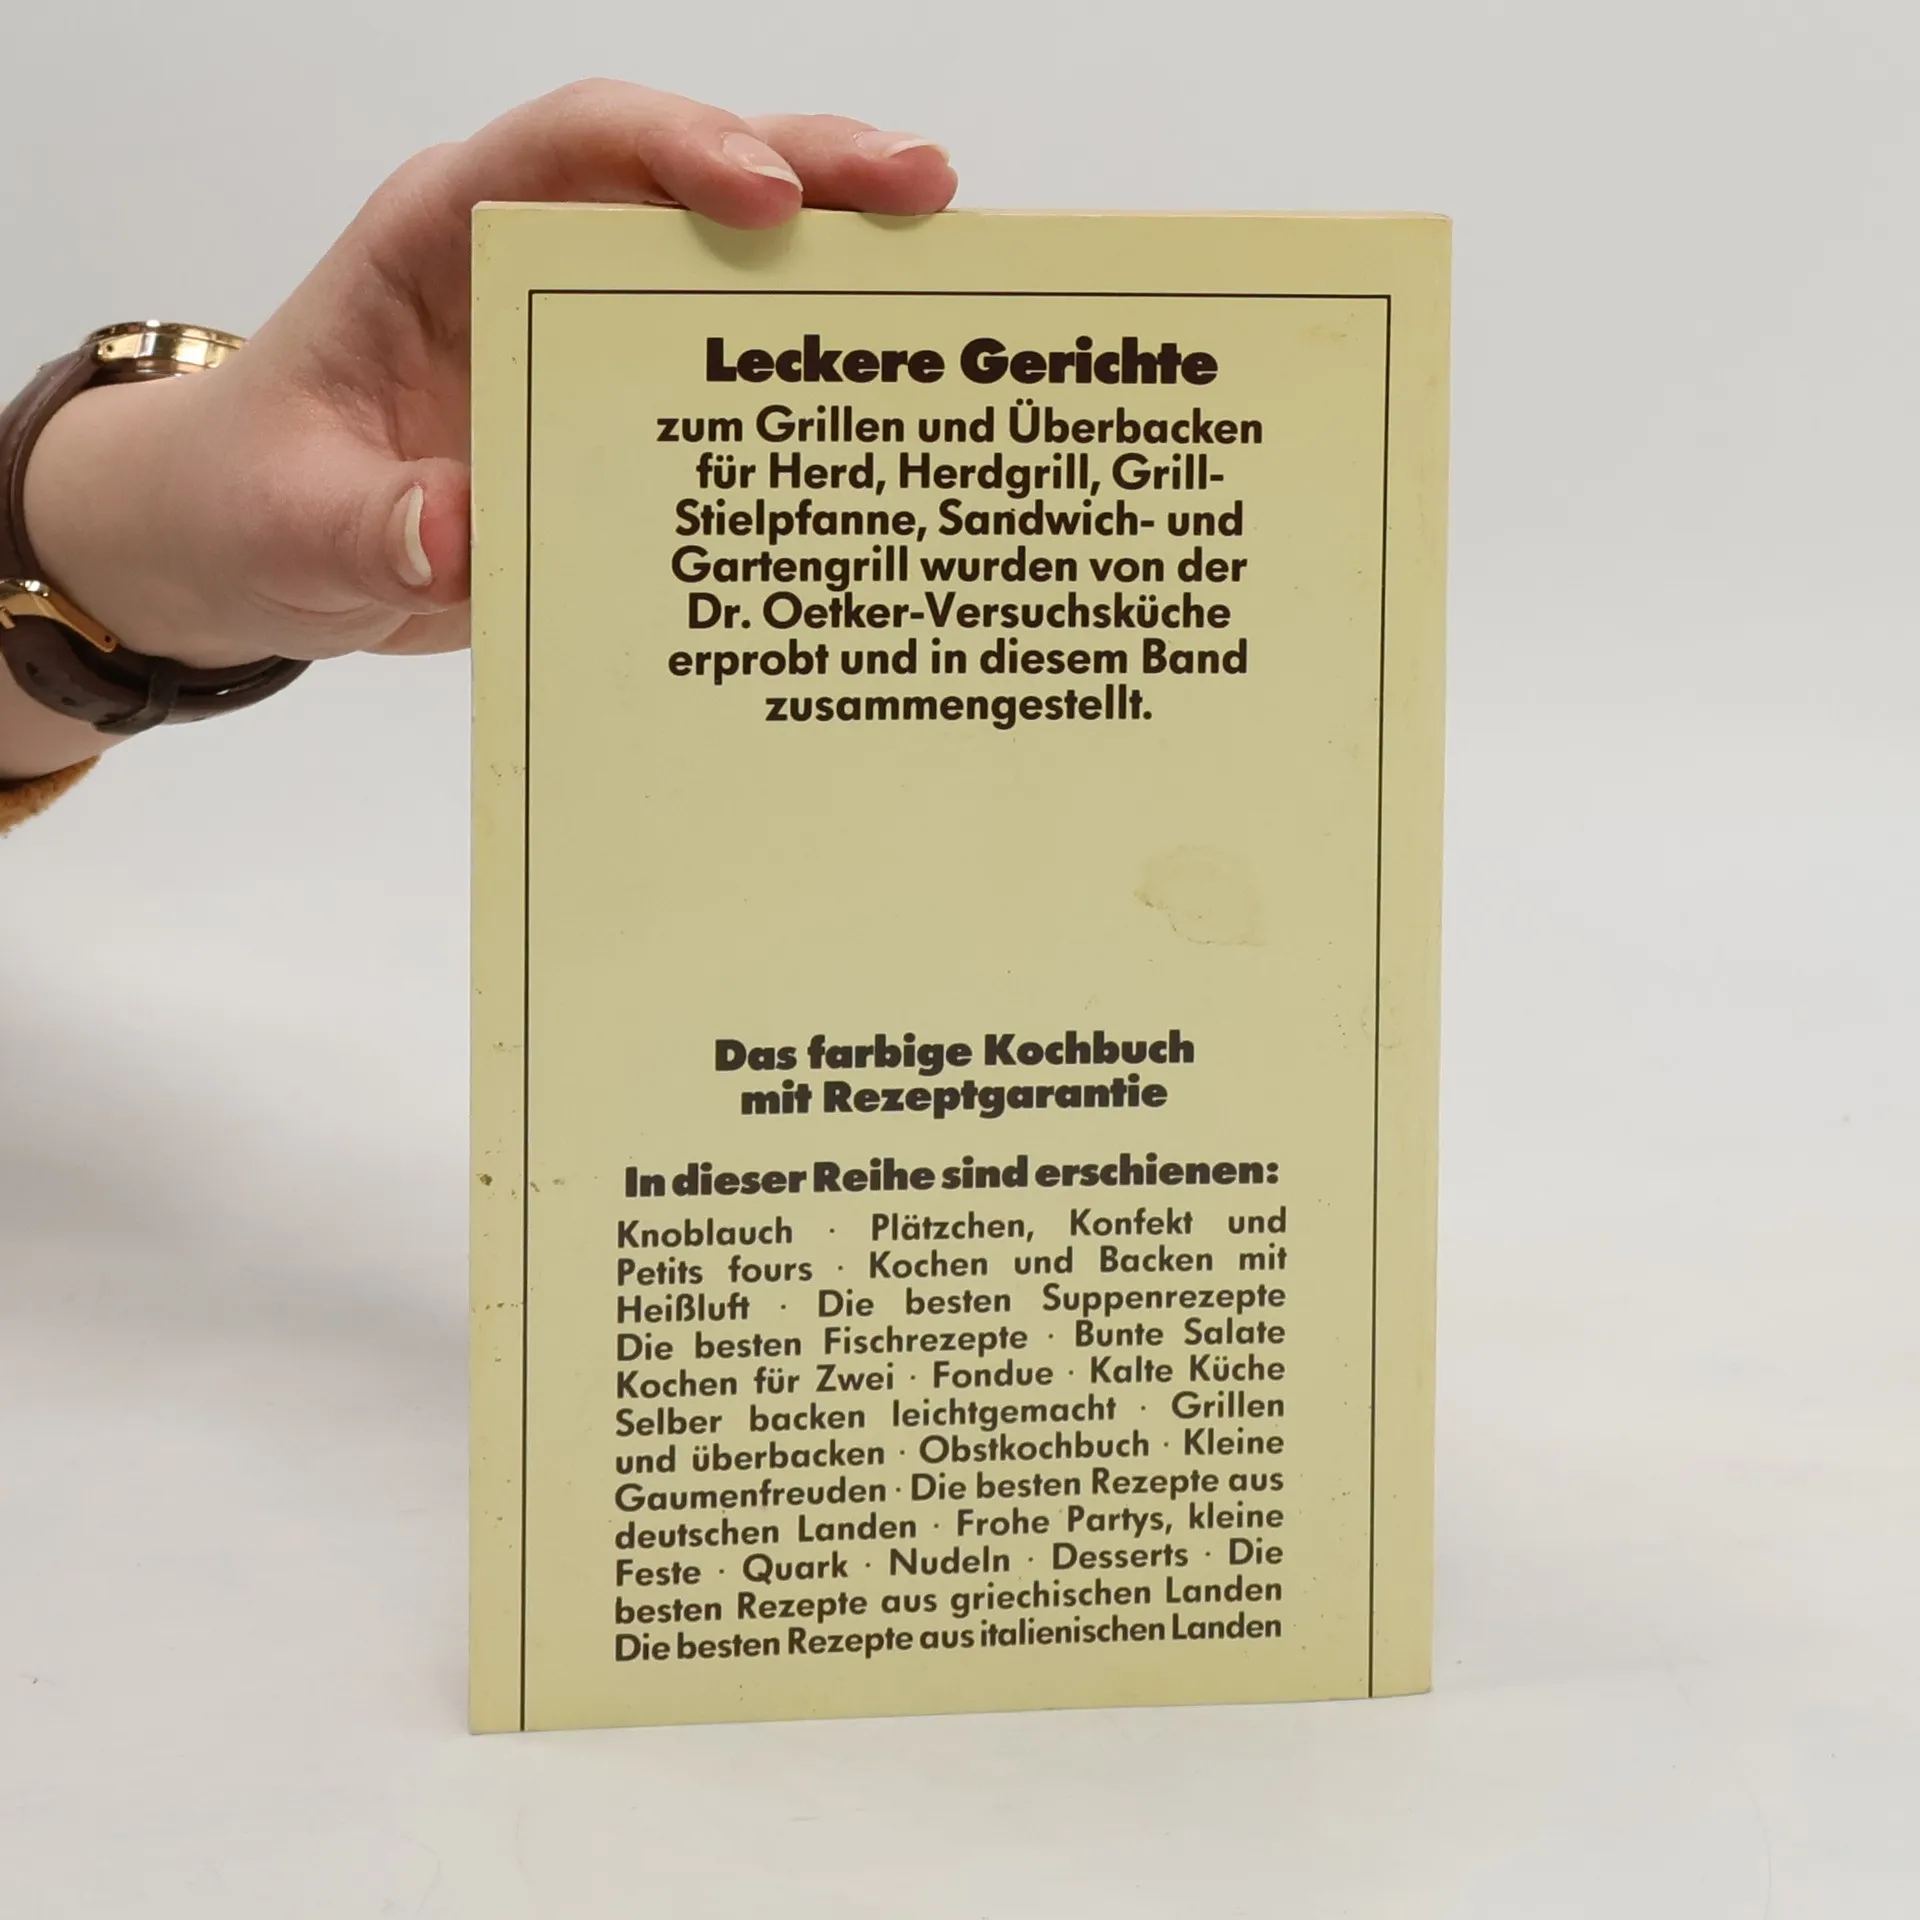 Leckere Gerichte
zum Grillen und Überbacken
für Herd, Herdgrill, Grill-
Stielpfanne, Sandwich- und
Gartengrill wurden von der
Dr. Oetker-Versuchsküche
erprobt und in diesem Band
zusammengestellt.
Das farbige Kochbuch
mit Rezeptgarantie
In dieser Reihe sind erschienen:
Knoblauch · Plätzchen, Konfekt und
Petits fours · Kochen und Backen mit
Heißluft · Die besten Suppenrezepte
Die besten Fischrezepte · Bunte Salate
Kochen für Zwei · Fondue · Kalte Küche
Selber backen leichtgemacht · Grillen
und überbacken · Obstkochbuch · Kleine
Gaumenfreuden · Die besten Rezepte aus
deutschen Landen · Frohe Partys, kleine
Feste · Quark · Nudeln · Desserts · Die
besten Rezepte aus griechischen Landen
Die besten Rezepte aus italienischen Landen